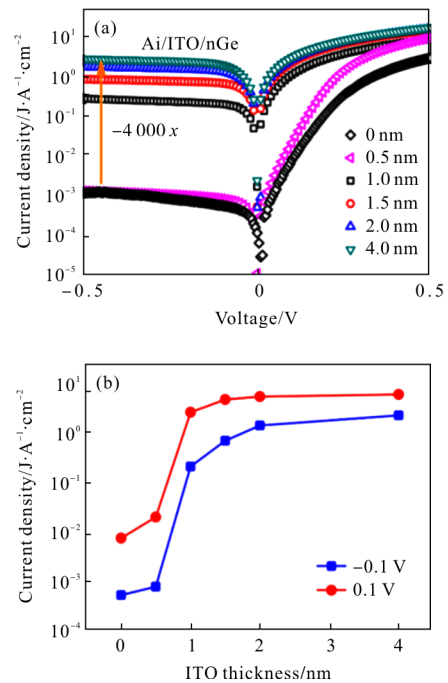 (a)
Ai/ITO/nGe
−4 000 x
0 nm
0.5 nm
1.0 nm
1.5 nm
2.0 nm
4.0 nm
10¹
10⁰
10⁻¹
10⁻²
10⁻³
10⁻⁴
10⁻⁵
Current density/J·A⁻¹·cm⁻²
−0.5 0 0.5
Voltage/V
(b)
10¹
10⁰
10⁻¹
10⁻²
10⁻³
10⁻⁴
Current density/J·A⁻¹·cm⁻²
−0.1 V
0.1 V
0 1 2 3 4
ITO thickness/nm